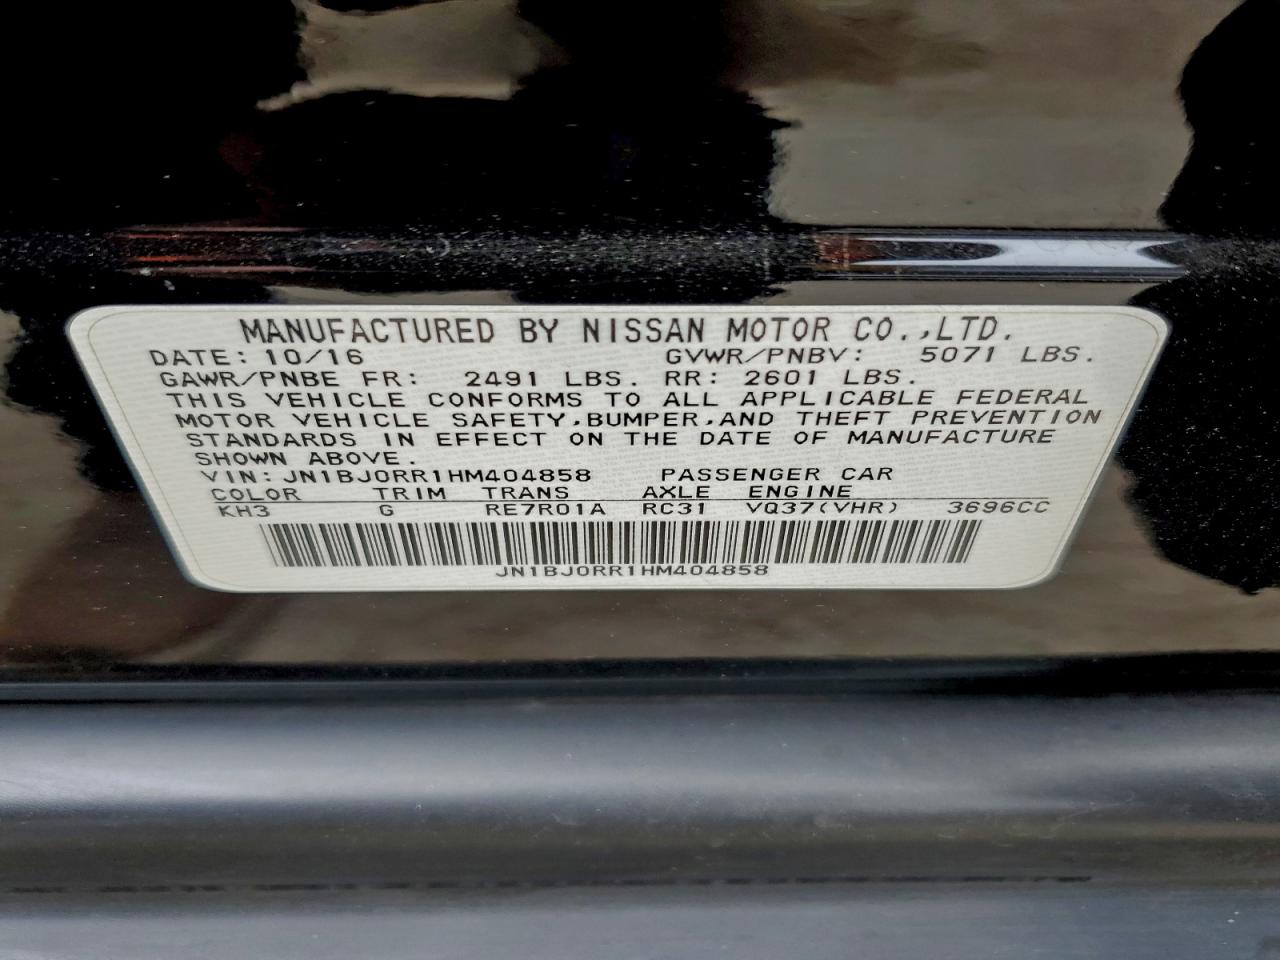 MANUFACTURED BY NISSAN MOTOR CO.,LTD.
DATE: 10/16 GVWR/PNBV: 5071 LBS.
GAWR/PNBE FR: 2491 LBS. RR: 2601 LBS.
THIS VEHICLE CONFORMS TO ALL APPLICABLE FEDERAL
MOTOR VEHICLE SAFETY,BUMPER,AND THEFT PREVENTION
STANDARDS IN EFFECT ON THE DATE OF MANUFACTURE
SHOWN ABOVE.
VIN: JN1BJ0RR1HM404858 PASSENGER CAR
COLOR TRIM TRANS AXLE ENGINE
KH3 G RE7R01A RC31 VQ37(VHR) 3696CC
JN1BJ0RR1HM404858